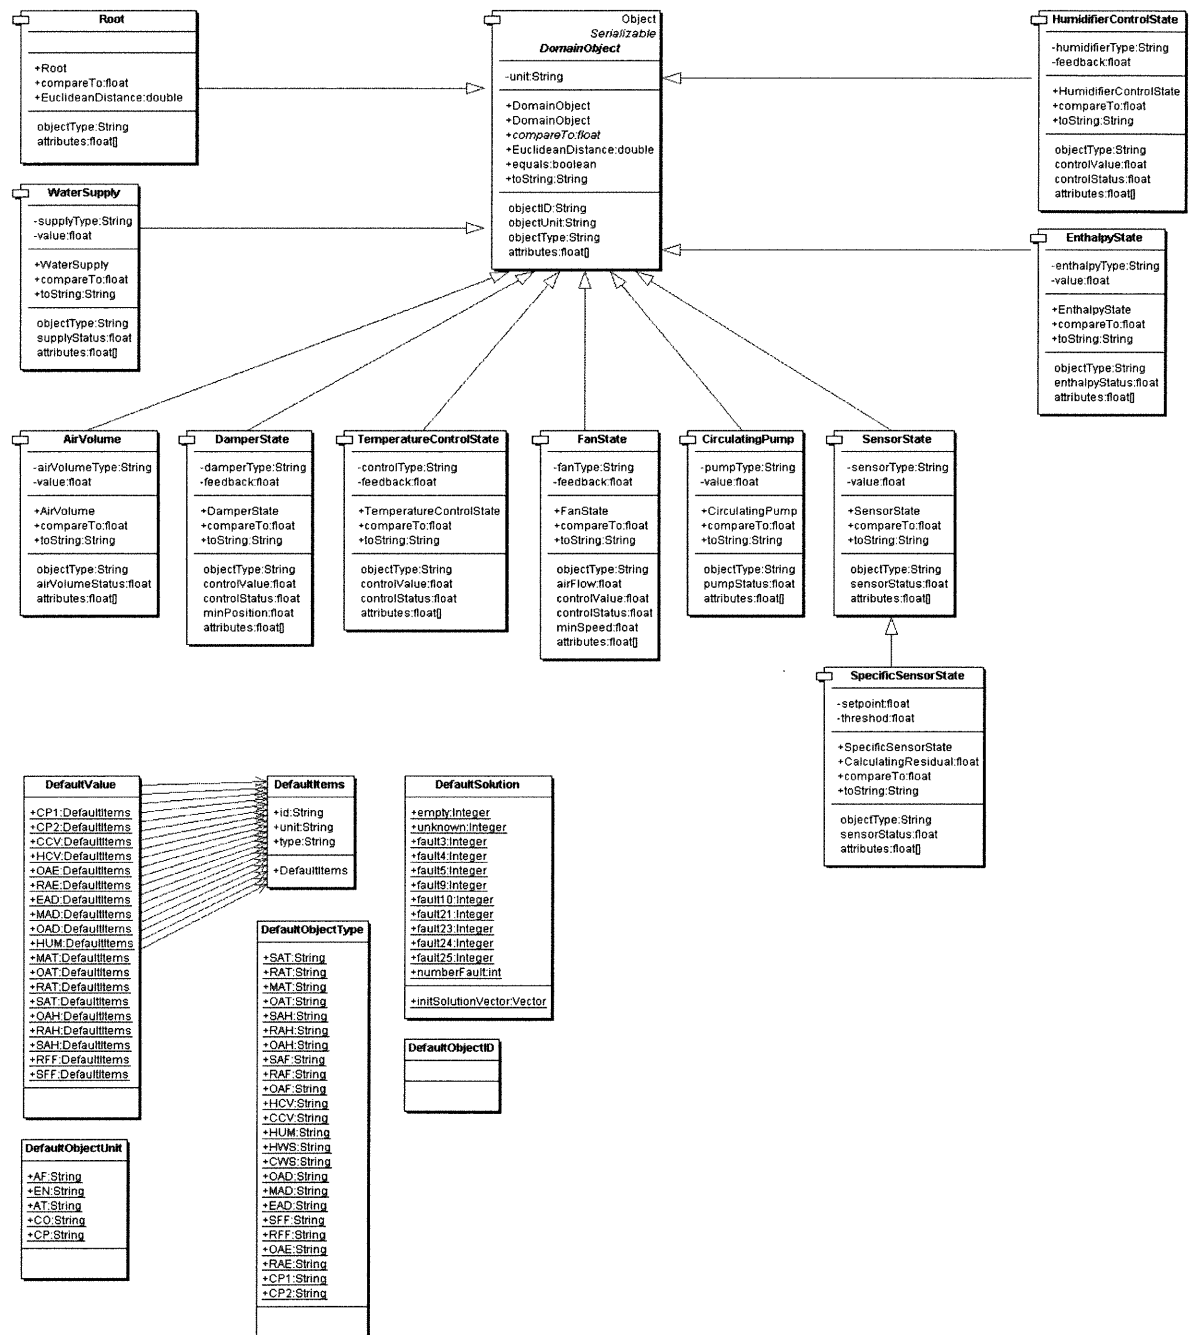 Root
+Root
+compareTo:float
+EuclideanDistance:double
objectType:String
attributes:float[]
Object
Serializable
DomainObject
-unit:String
+DomainObject
+DomainObject
+compareTo:float
+EuclideanDistance:double
+equals:boolean
+toString:String
objectID:String
objectUnit:String
objectType:String
attributes:float[]
HumidifierControlState
-humidifierType:String
-feedback:float
+HumidifierControlState
+compareTo:float
+toString:String
objectType:String
controlValue:float
controlStatus:float
attributes:float[]
WaterSupply
-supplyType:String
-value:float
+WaterSupply
+compareTo:float
+toString:String
objectType:String
supplyStatus:float
attributes:float[]
EnthalpyState
-enthalpyType:String
-value:float
+EnthalpyState
+compareTo:float
+toString:String
objectType:String
enthalpyStatus:float
attributes:float[]
AirVolume
-airVolumeType:String
-value:float
+AirVolume
+compareTo:float
+toString:String
objectType:String
airVolumeStatus:float
attributes:float[]
DamperState
-damperType:String
-feedback:float
+DamperState
+compareTo:float
+toString:String
objectType:String
controlValue:float
controlStatus:float
minPosition:float
attributes:float[]
TemperatureControlState
-controlType:String
-feedback:float
+TemperatureControlState
+compareTo:float
+toString:String
objectType:String
controlValue:float
controlStatus:float
attributes:float[]
FanState
-fanType:String
-feedback:float
+FanState
+compareTo:float
+toString:String
objectType:String
airFlow:float
controlValue:float
controlStatus:float
minSpeed:float
attributes:float[]
CirculatingPump
-pumpType:String
-value:float
+CirculatingPump
+compareTo:float
+toString:String
objectType:String
pumpStatus:float
attributes:float[]
SensorState
-sensorType:String
-value:float
+SensorState
+compareTo:float
+toString:String
objectType:String
sensorStatus:float
attributes:float[]
SpecificSensorState
-setpoint:float
-threshod:float
+SpecificSensorState
+CalculatingResidual:float
+compareTo:float
+toString:String
objectType:String
sensorStatus:float
attributes:float[]
DefaultValue
+CP1:DefaultItems
+CP2:DefaultItems
+CCV:DefaultItems
+HCV:DefaultItems
+OAE:DefaultItems
+RAE:DefaultItems
+EAD:DefaultItems
+MAD:DefaultItems
+OAD:DefaultItems
+HUM:DefaultItems
+MAT:DefaultItems
+OAT:DefaultItems
+RAT:DefaultItems
+SAT:DefaultItems
+OAH:DefaultItems
+RAH:DefaultItems
+SAH:DefaultItems
+RFF:DefaultItems
+SFF:DefaultItems
DefaultItems
+id:String
+unit:String
+type:String
+DefaultItems
DefaultSolution
+empty:Integer
+unknown:Integer
+fault3:Integer
+fault4:Integer
+fault5:Integer
+fault9:Integer
+fault10:Integer
+fault21:Integer
+fault23:Integer
+fault24:Integer
+fault25:Integer
+numberFault:int
+initSolutionVector:Vector
DefaultObjectType
+SAT:String
+RAT:String
+MAT:String
+OAT:String
+SAH:String
+RAH:String
+OAH:String
+SAF:String
+RAF:String
+OAF:String
+HCV:String
+CCV:String
+HUM:String
+HWS:String
+CWS:String
+OAD:String
+MAD:String
+EAD:String
+SFF:String
+RFF:String
+OAE:String
+RAE:String
+CP1:String
+CP2:String
DefaultObjectID
DefaultObjectUnit
+AF:String
+EN:String
+AT:String
+CO:String
+CP:String